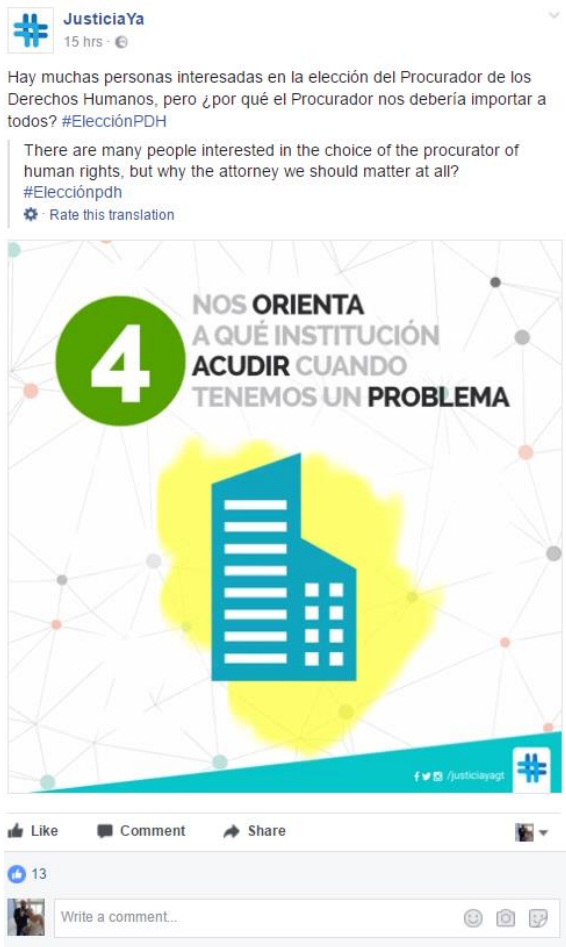 JusticiaYa
15 hrs ·
Hay muchas personas interesadas en la elección del Procurador de los
Derechos Humanos, pero ¿por qué el Procurador nos debería importar a
todos? #ElecciónPDH
There are many people interested in the choice of the procurator of
human rights, but why the attorney we should matter at all?
#Elecciónpdh
· Rate this translation
4
NOS ORIENTA
A QUÉ INSTITUCIÓN
ACUDIR CUANDO
TENEMOS UN PROBLEMA
/justiciayagt
Like Comment Share
13
Write a comment...